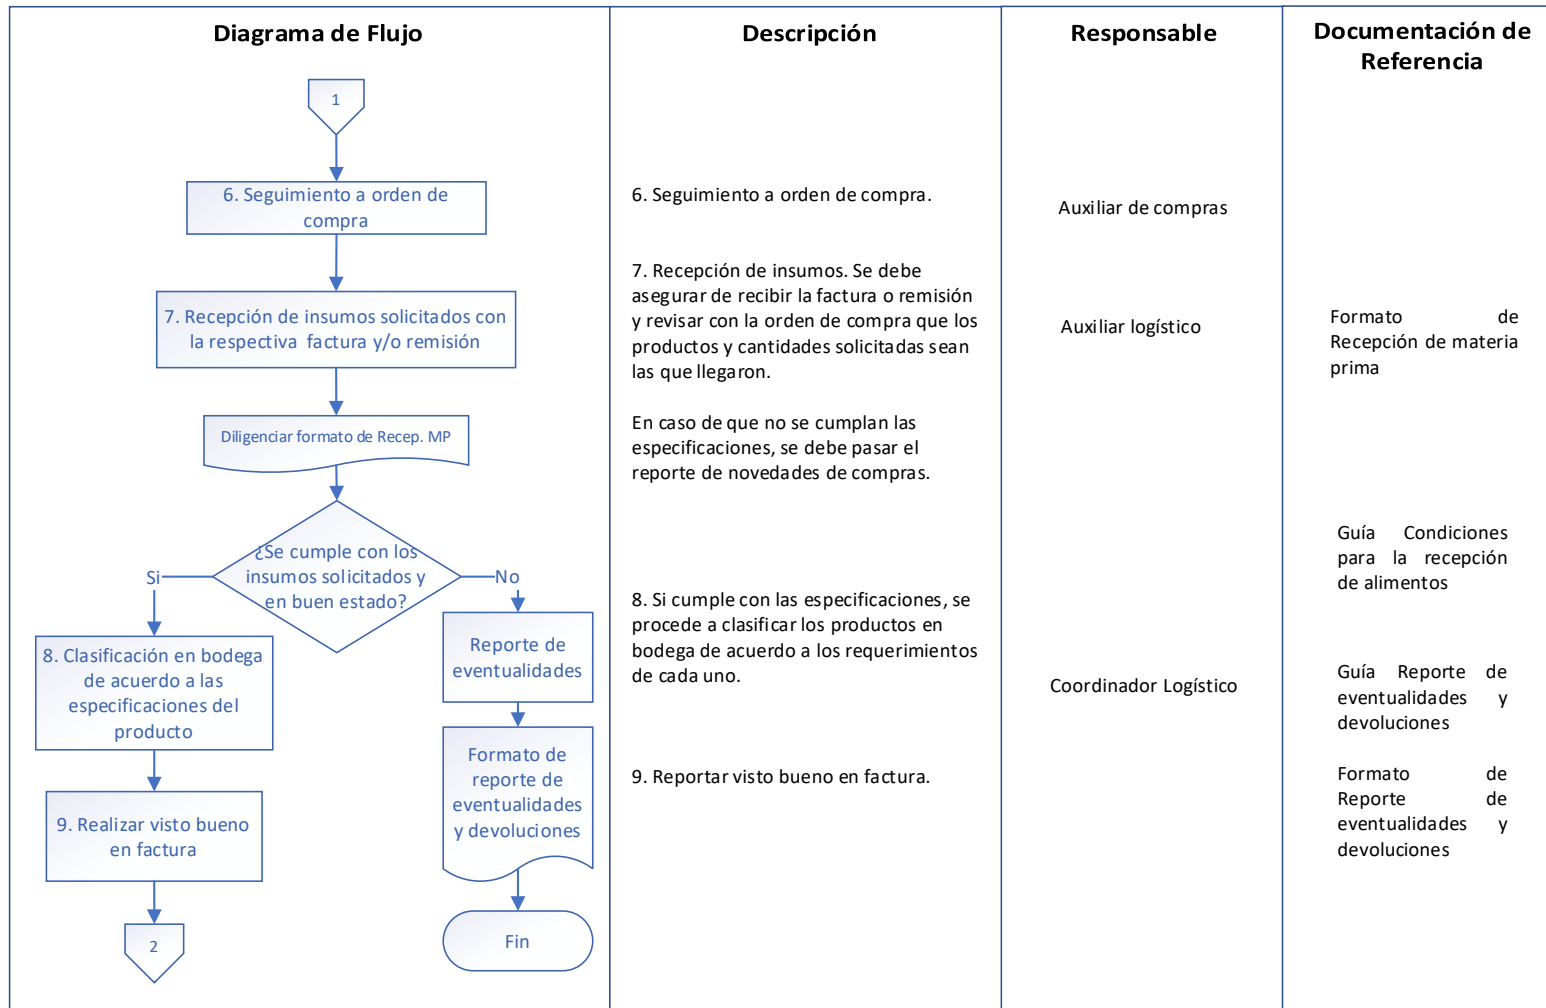 Diagrama de Flujo
1
6. Seguimiento a orden de
compra
7. Recepción de insumos solicitados con
la respectiva factura y/o remisión
Diligenciar formato de Recep. MP
¿Se cumple con los
insumos solicitados y
en buen estado?
Si
No
8. Clasificación en bodega
de acuerdo a las
especificaciones del
producto
9. Realizar visto bueno
en factura
2
Reporte de
eventualidades
Formato de
reporte de
eventualidades
y devoluciones
Fin
Descripción
6. Seguimiento a orden de compra.
7. Recepción de insumos. Se debe
asegurar de recibir la factura o remisión
y revisar con la orden de compra que los
productos y cantidades solicitadas sean
las que llegaron.
En caso de que no se cumplan las
especificaciones, se debe pasar el
reporte de novedades de compras.
8. Si cumple con las especificaciones, se
procede a clasificar los productos en
bodega de acuerdo a los requerimientos
de cada uno.
9. Reportar visto bueno en factura.
Responsable
Auxiliar de compras
Auxiliar logístico
Coordinador Logístico
Documentación de
Referencia
Formato de
Recepción de materia
prima
Guía Condiciones
para la recepción
de alimentos
Guía Reporte de
eventualidades y
devoluciones
Formato de
Reporte de
eventualidades y
devoluciones